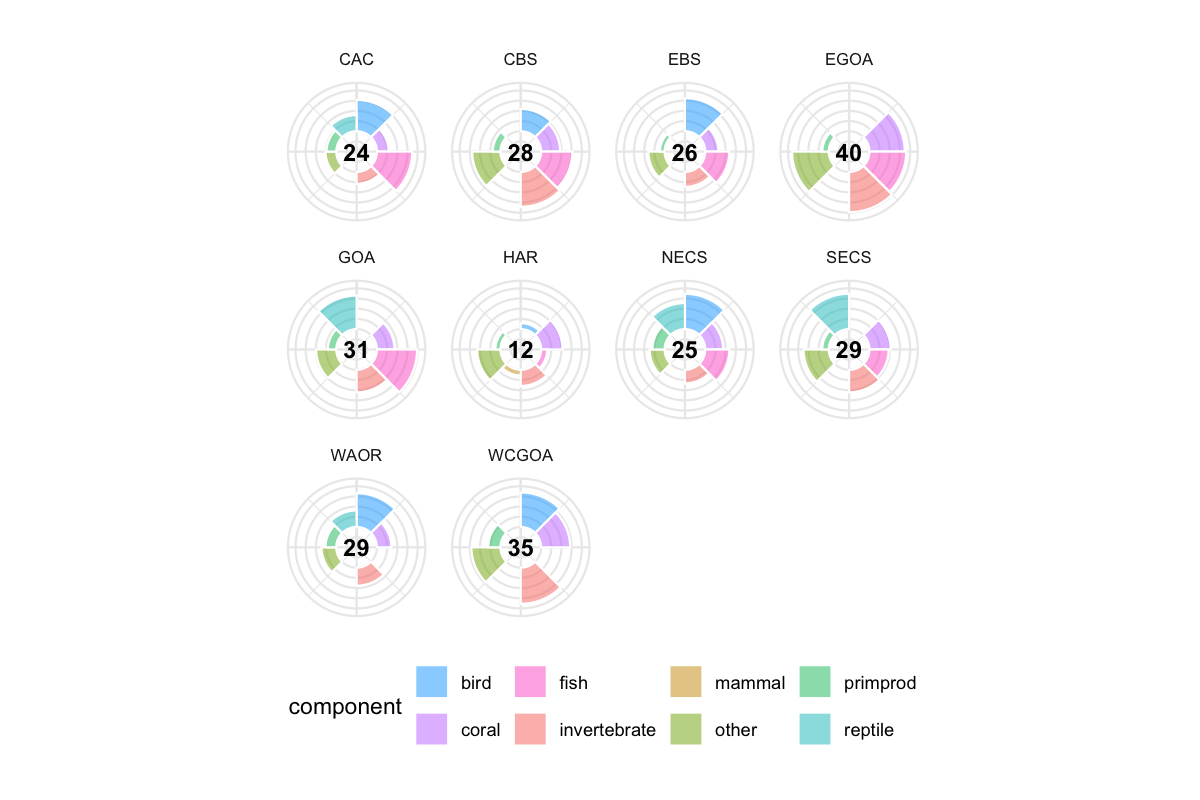 CAC CBS EBS EGOA
24 28 26 40
GOA HAR NECS SECS
31 12 25 29
WAOR WCGOA
29 35
component
bird fish mammal primprod
coral invertebrate other reptile